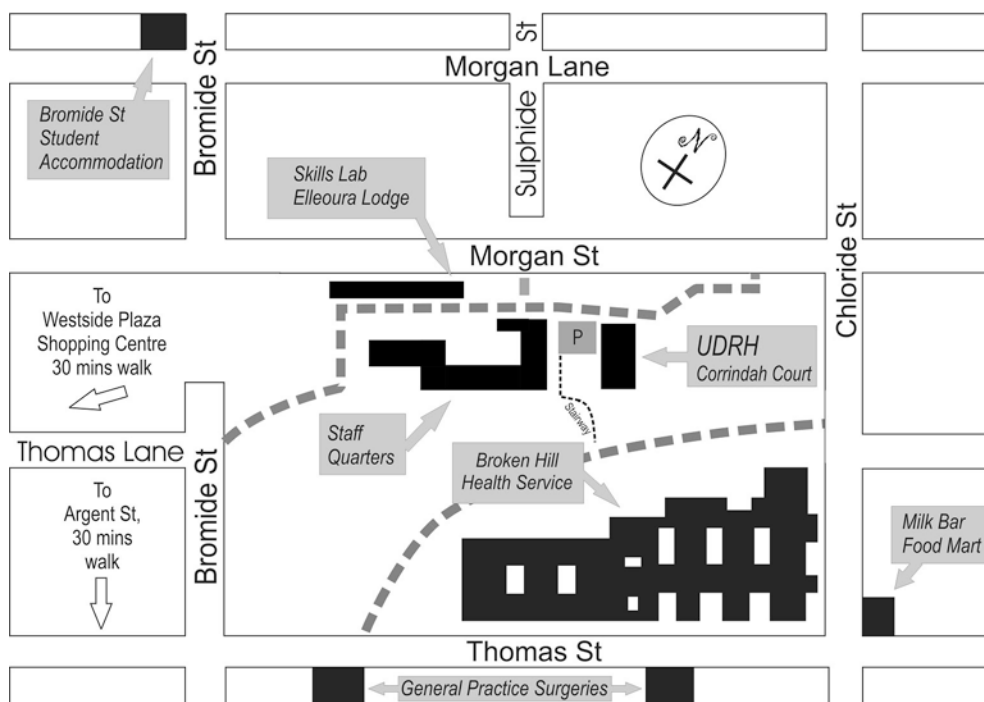 St
Morgan Lane
Bromide St
Bromide St
Student
Accommodation
Sulphide
N
Skills Lab
Elleoura Lodge
Chloride St
Morgan St
To
Westside Plaza
Shopping Centre
30 mins walk
P
UDRH
Corrindah Court
Stairway
Staff
Quarters
Thomas Lane
Broken Hill
Health Service
To
Argent St,
30 mins
walk
Bromide St
Milk Bar
Food Mart
Thomas St
General Practice Surgeries